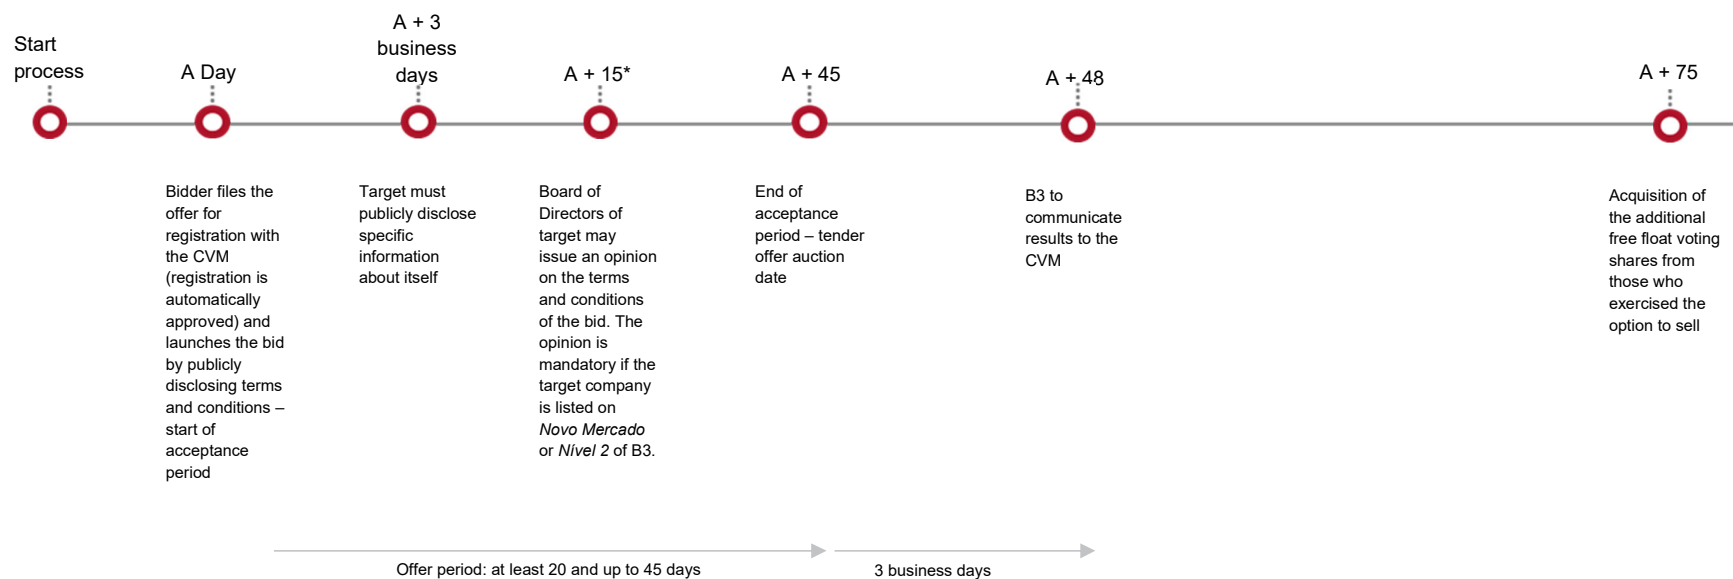 Start
process
A Day
A + 3
business
days
A + 15*
A + 45
A + 48
A + 75
Bidder files the
offer for
registration with
the CVM
(registration is
automatically
approved) and
launches the bid
by publicly
disclosing terms
and conditions –
start of
acceptance
period
Target must
publicly disclose
specific
information
about itself
Board of
Directors of
target may
issue an opinion
on the terms
and conditions
of the bid. The
opinion is
mandatory if the
target company
is listed on
Novo Mercado
or Nível 2 of B3.
End of
acceptance
period – tender
offer auction
date
B3 to
communicate
results to the
CVM
Acquisition of
the additional
free float voting
shares from
those who
exercised the
option to sell
Offer period: at least 20 and up to 45 days
3 business days